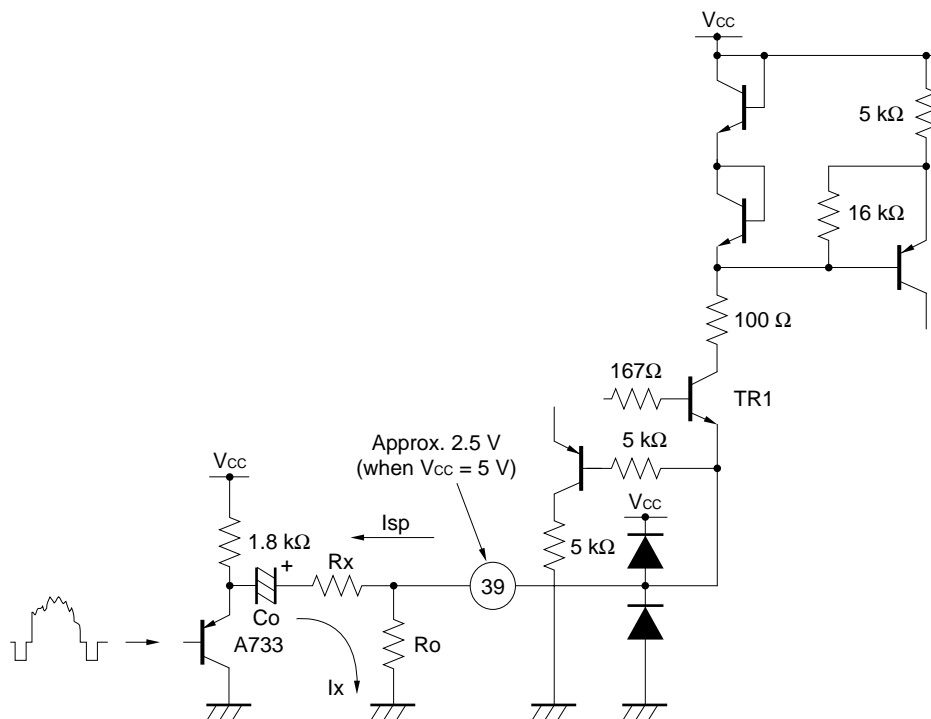 VCC
5 kΩ
16 kΩ
100 Ω
167Ω
TR1
Approx. 2.5 V
(when VCC = 5 V)
5 kΩ
VCC
VCC
Isp
1.8 kΩ
+
Rx
5 kΩ
39
Co
A733
Ro
Ix